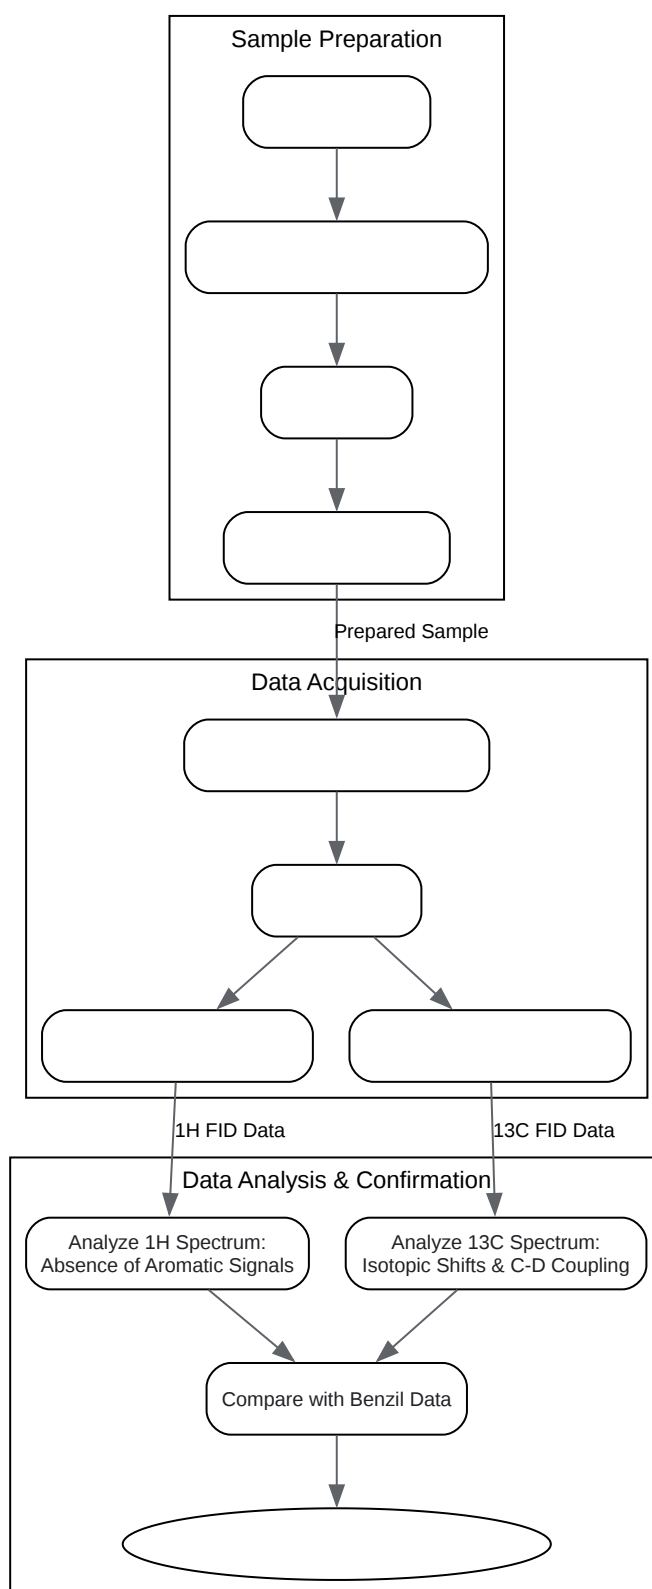 Sample Preparation
Prepared Sample
Data Acquisition
1H FID Data
13C FID Data
Data Analysis & Confirmation
Analyze 1H Spectrum:
Absence of Aromatic Signals
Analyze 13C Spectrum:
Isotopic Shifts & C-D Coupling
Compare with Benzil Data